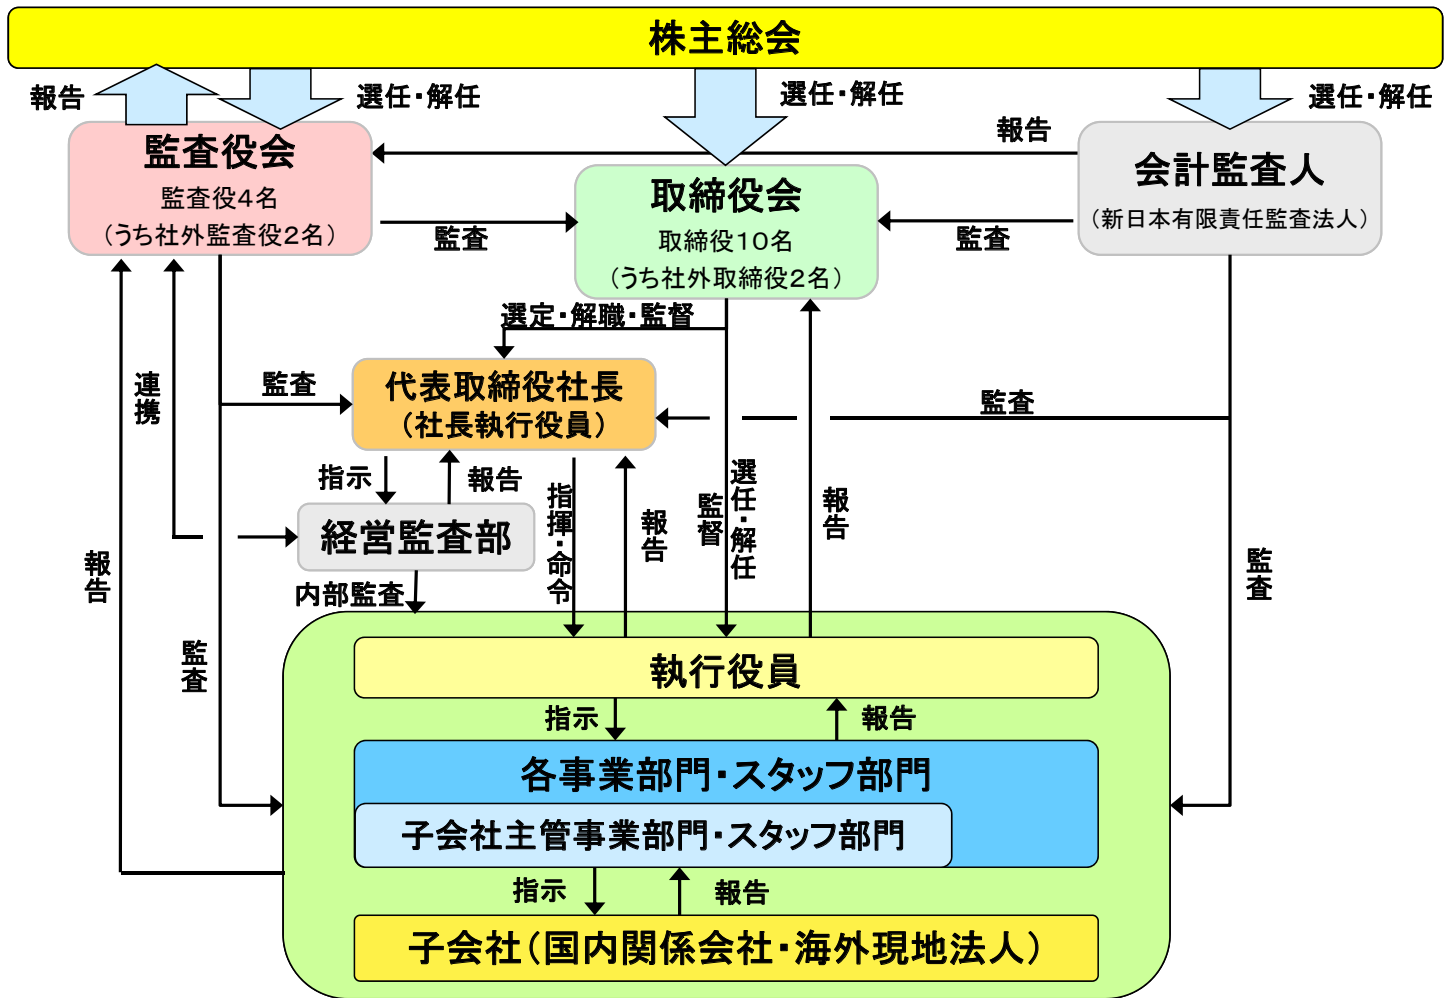 株主総会
報告
選任・解任
選任・解任
選任・解任
監査役会
監査役4名
（うち社外監査役2名）
報告
会計監査人
（新日本有限責任監査法人）
取締役会
取締役10名
（うち社外取締役2名）
監査
監査
選定・解職・監督
代表取締役社長
（社長執行役員）
連携
監査
監査
指示
報告
経営監査部
内部監査
指揮・命令
報告
監督
選任・解任
報告
報告
監査
監査
執行役員
指示
報告
各事業部門・スタッフ部門
子会社主管事業部門・スタッフ部門
指示
報告
子会社（国内関係会社・海外現地法人）